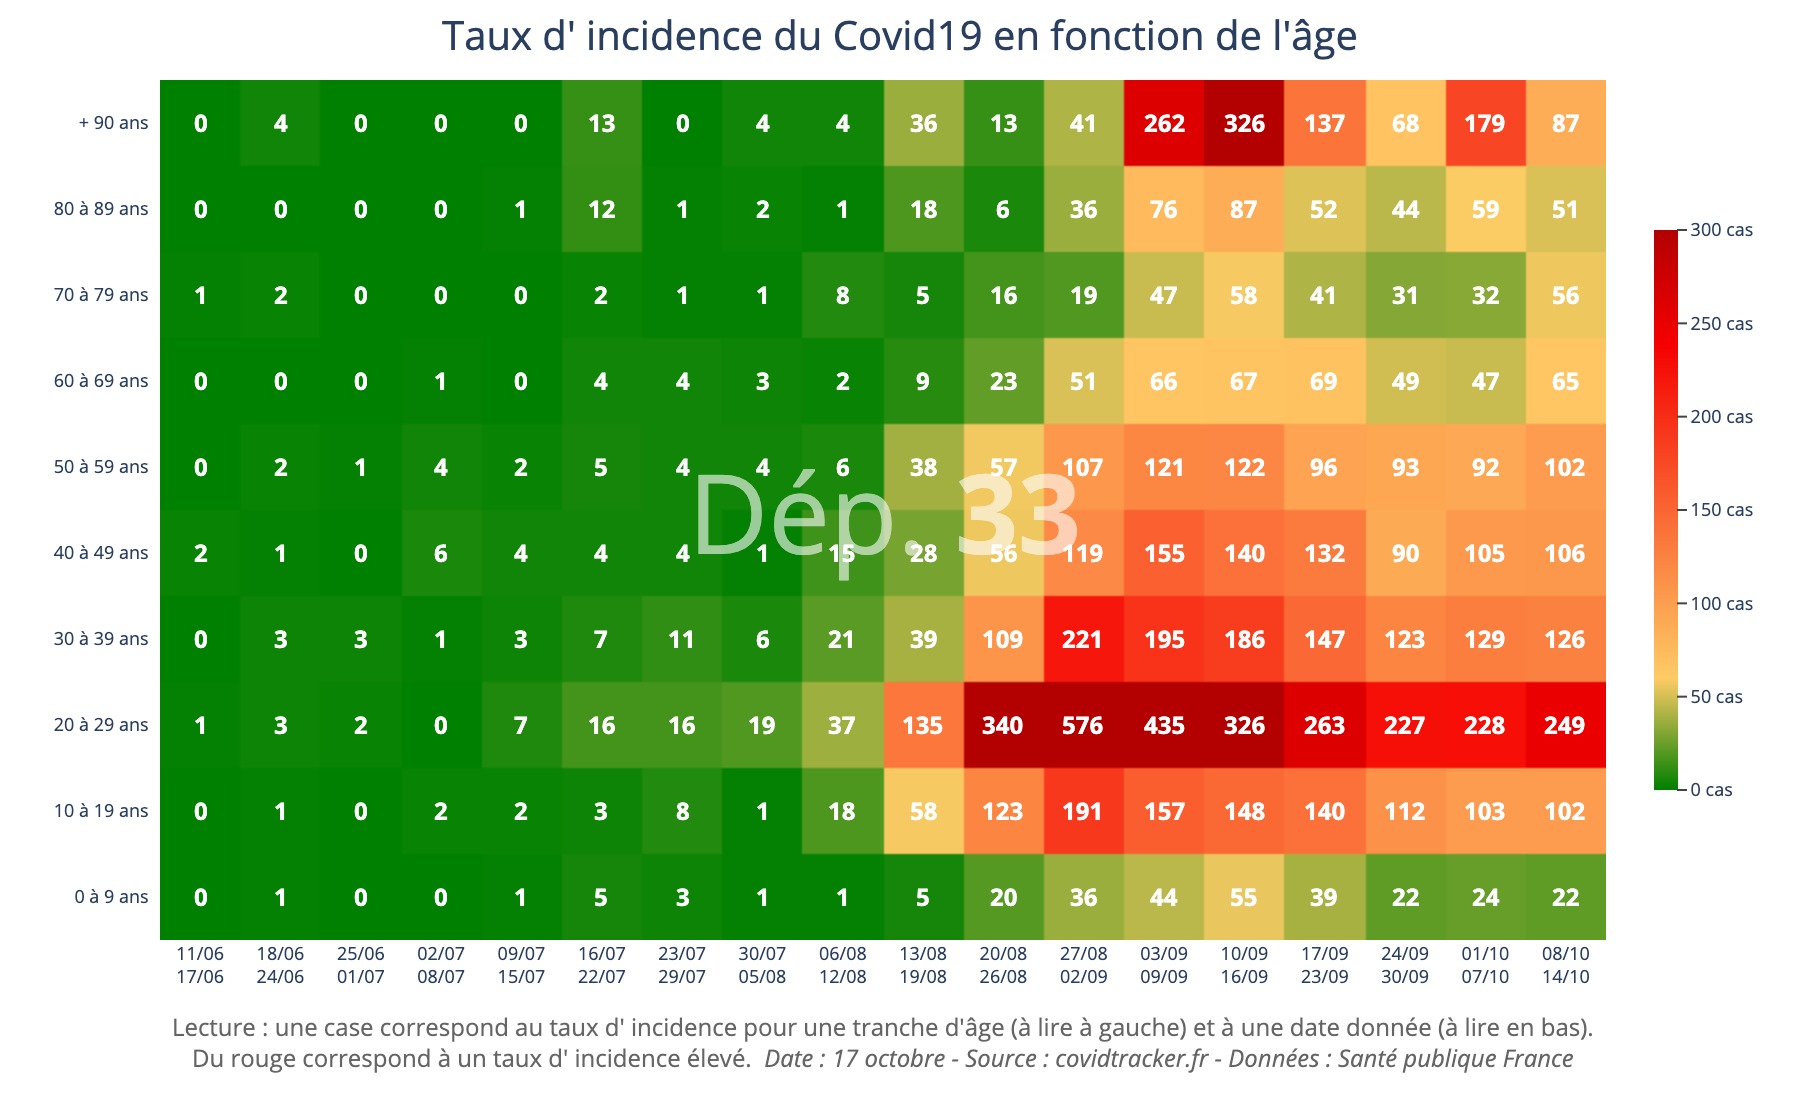 Taux d' incidence du Covid19 en fonction de l'âge
+ 90 ans 0 4 0 0 0 13 0 4 4 36 13 41 262 326 137 68 179 87
80 à 89 ans 0 0 0 0 1 12 1 2 1 18 6 36 76 87 52 44 59 51
70 à 79 ans 1 2 0 0 0 2 1 1 8 5 16 19 47 58 41 31 32 56
60 à 69 ans 0 0 0 1 0 4 4 3 2 9 23 51 66 67 69 49 47 65
50 à 59 ans 0 2 1 4 2 5 4 4 6 38 57 107 121 122 96 93 92 102
Dép. 33
40 à 49 ans 2 1 0 6 4 4 4 1 15 28 56 119 155 140 132 90 105 106
30 à 39 ans 0 3 3 1 3 7 11 6 21 39 109 221 195 186 147 123 129 126
20 à 29 ans 1 3 2 0 7 16 16 19 37 135 340 576 435 326 263 227 228 249
10 à 19 ans 0 1 0 2 2 3 8 1 18 58 123 191 157 148 140 112 103 102
0 à 9 ans 0 1 0 0 1 5 3 1 1 5 20 36 44 55 39 22 24 22
11/06 18/06 25/06 02/07 09/07 16/07 23/07 30/07 06/08 13/08 20/08 27/08 03/09 10/09 17/09 24/09 01/10 08/10
17/06 24/06 01/07 08/07 15/07 22/07 29/07 05/08 12/08 19/08 26/08 02/09 09/09 16/09 23/09 30/09 07/10 14/10
300 cas
250 cas
200 cas
150 cas
100 cas
50 cas
0 cas
Lecture : une case correspond au taux d' incidence pour une tranche d'âge (à lire à gauche) et à une date donnée (à lire en bas).
Du rouge correspond à un taux d' incidence élevé. Date : 17 octobre - Source : covidtracker.fr - Données : Santé publique France